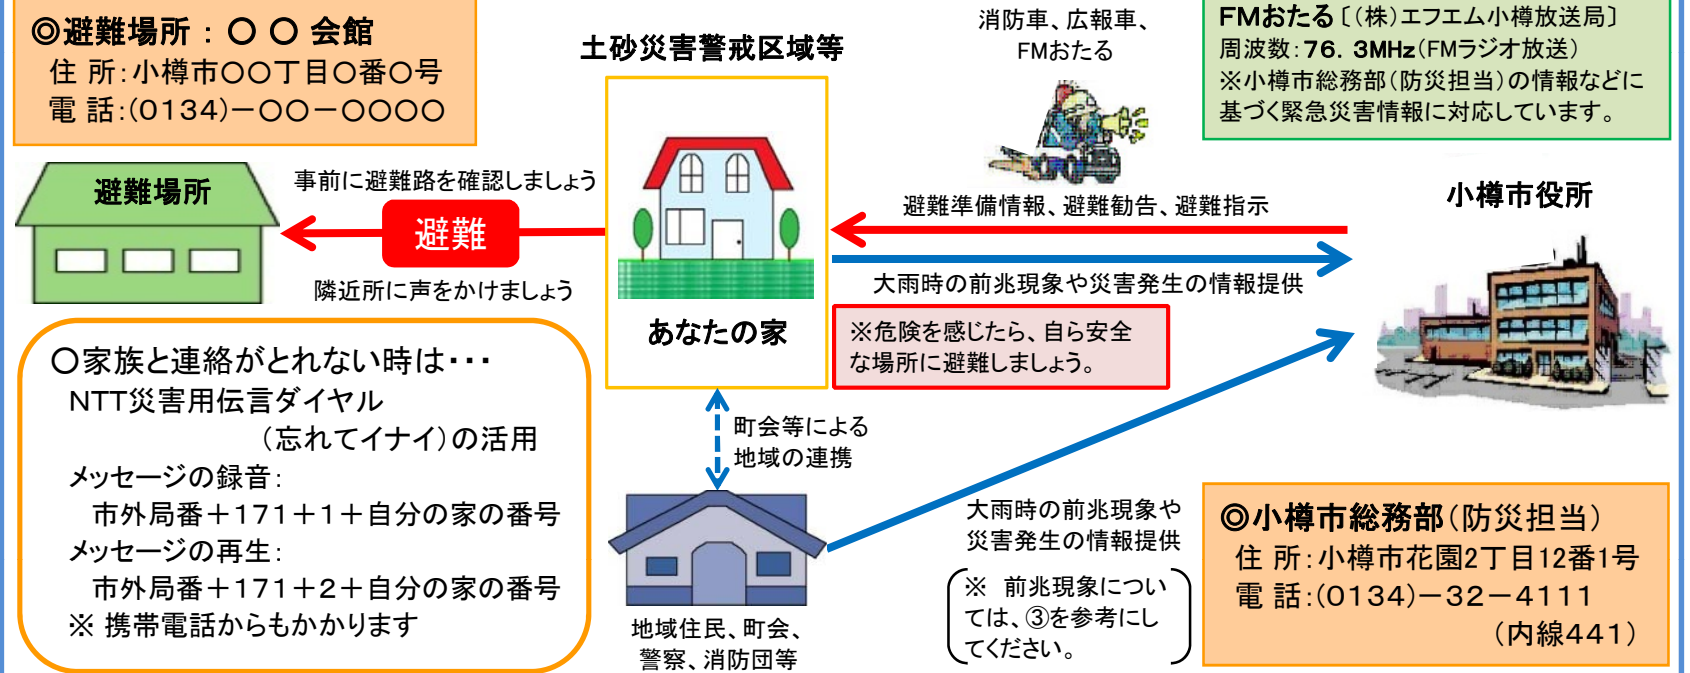 ◎避難場所：〇〇会館
住 所：小樽市〇〇丁目〇番〇号
電 話：(0134)－〇〇－〇〇〇〇
土砂災害警戒区域等
消防車、広報車、
FMおたる
FMおたる〔(株)エフエム小樽放送局〕
周波数：76．3MHz(FMラジオ放送)
※小樽市総務部(防災担当)の情報などに
基づく緊急災害情報に対応しています。
避難場所
事前に避難路を確認しましょう
避難
隣近所に声をかけましょう
あなたの家
避難準備情報、避難勧告、避難指示
大雨時の前兆現象や災害発生の情報提供
※危険を感じたら、自ら安全
な場所に避難しましょう。
小樽市役所
〇家族と連絡がとれない時は・・・
NTT災害用伝言ダイヤル
(忘れてイナイ)の活用
メッセージの録音：
市外局番＋171＋1＋自分の家の番号
メッセージの再生：
市外局番＋171＋2＋自分の家の番号
※ 携帯電話からもかかります
町会等による
地域の連携
地域住民、町会、
警察、消防団等
大雨時の前兆現象や
災害発生の情報提供
※ 前兆現象につい
ては、③を参考にし
てください。
◎小樽市総務部(防災担当)
住 所：小樽市花園2丁目12番1号
電 話：(0134)－32－4111
(内線441)